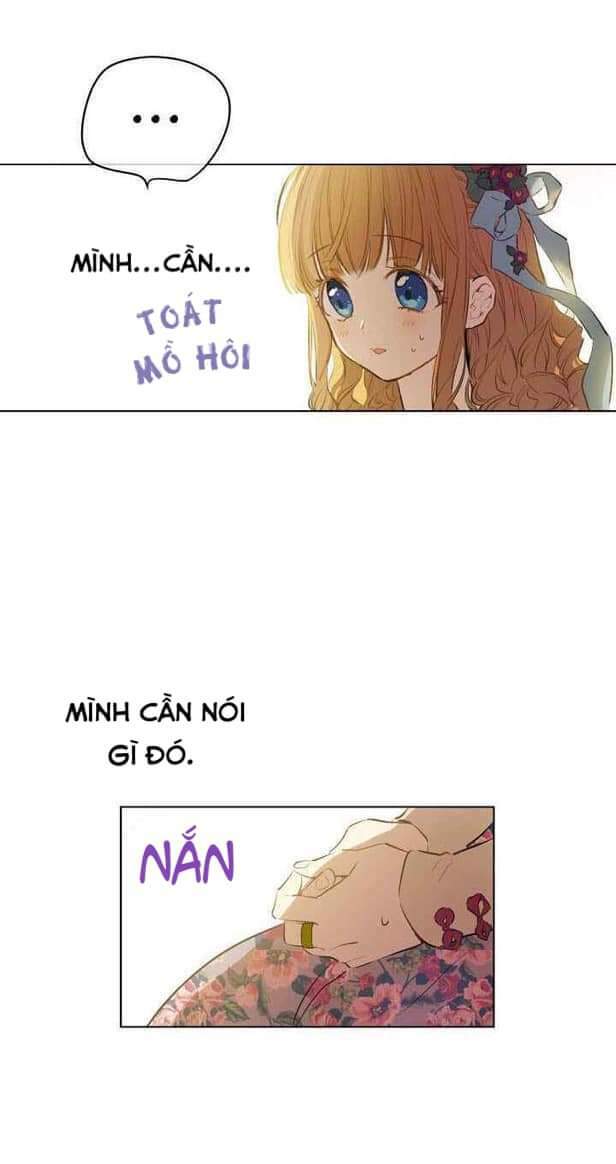 ...
MÌNH...CẦN....
TOÁT
MỒ HÔI
MÌNH CẦN NÓI
GÌ ĐÓ.
NẮN